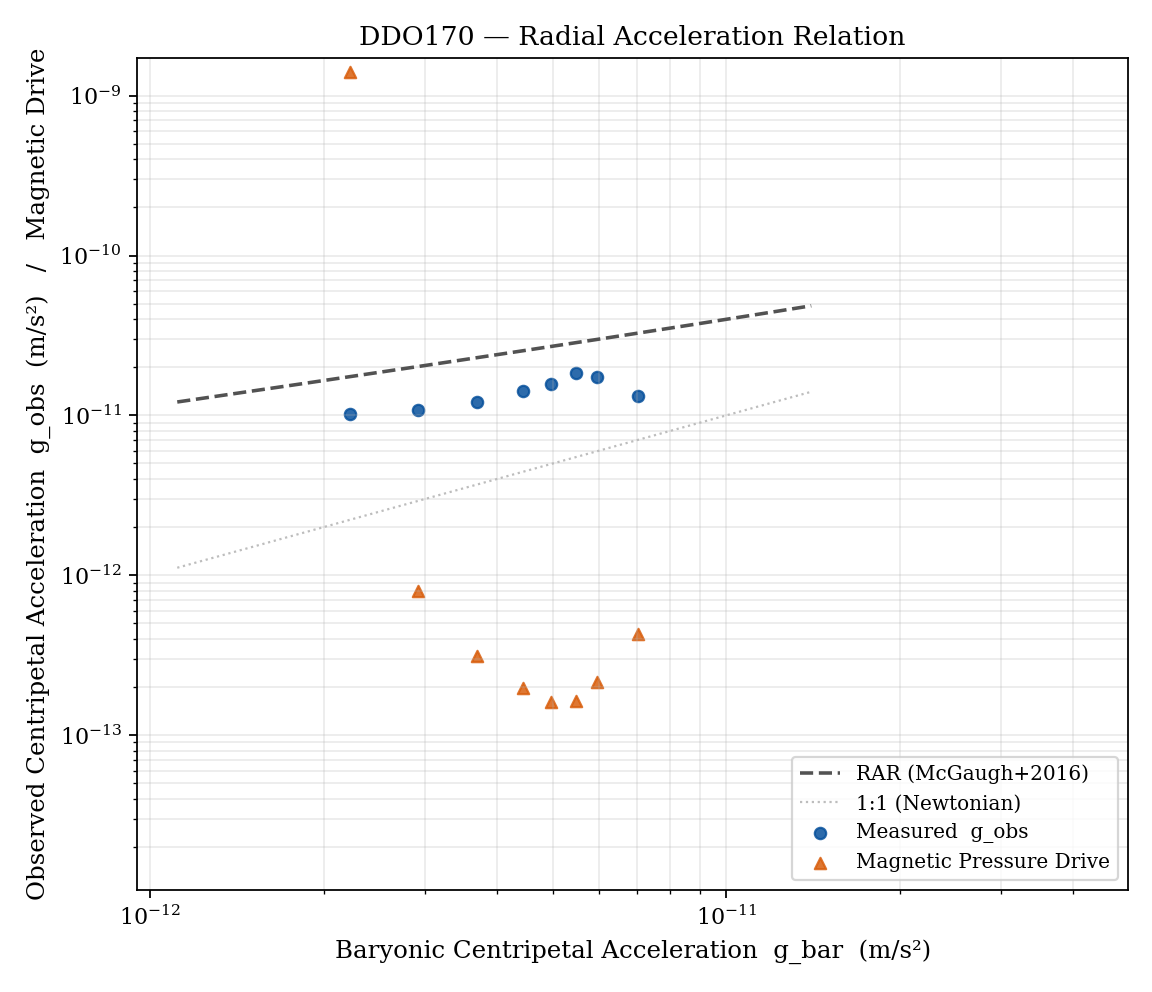 DDO170 — Radial Acceleration Relation
Observed Centripetal Acceleration  g_obs  (m/s²)   /   Magnetic Drive
10⁻⁹
10⁻¹⁰
10⁻¹¹
10⁻¹²
10⁻¹³
RAR (McGaugh+2016)
1:1 (Newtonian)
Measured  g_obs
Magnetic Pressure Drive
10⁻¹²
10⁻¹¹
Baryonic Centripetal Acceleration  g_bar  (m/s²)